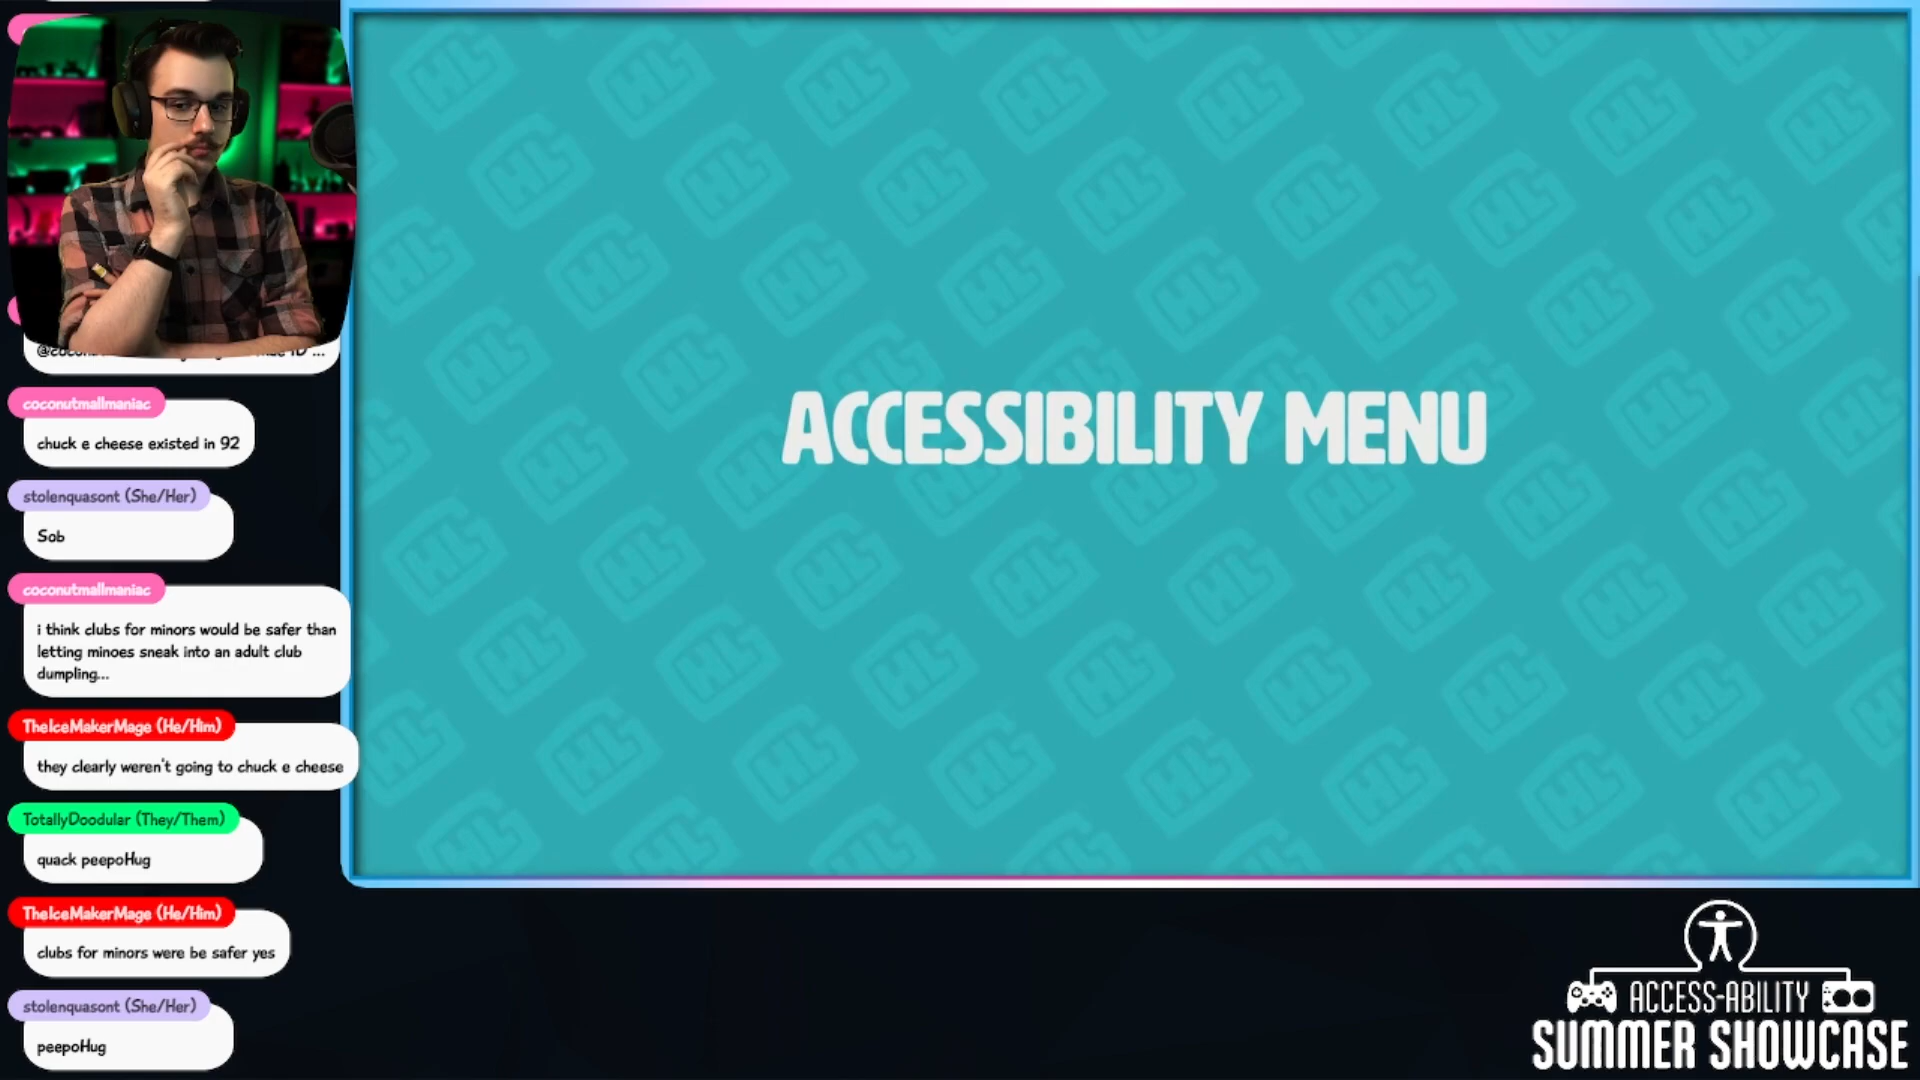 coconutmallmaniac
chuck e cheese existed in 92
stolenquasont (She/Her)
Sob
coconutmallmaniac
i think clubs for minors would be safer than
letting minoes sneak into an adult club
dumpling...
TheIceMakerMage (He/Him)
they clearly weren't going to chuck e cheese
TotallyDoodular (They/Them)
quack peepoHug
TheIceMakerMage (He/Him)
clubs for minors were be safer yes
stolenquasont (She/Her)
peepoHug
ACCESSIBILITY MENU
ACCESS-ABILITY
SUMMER SHOWCASE